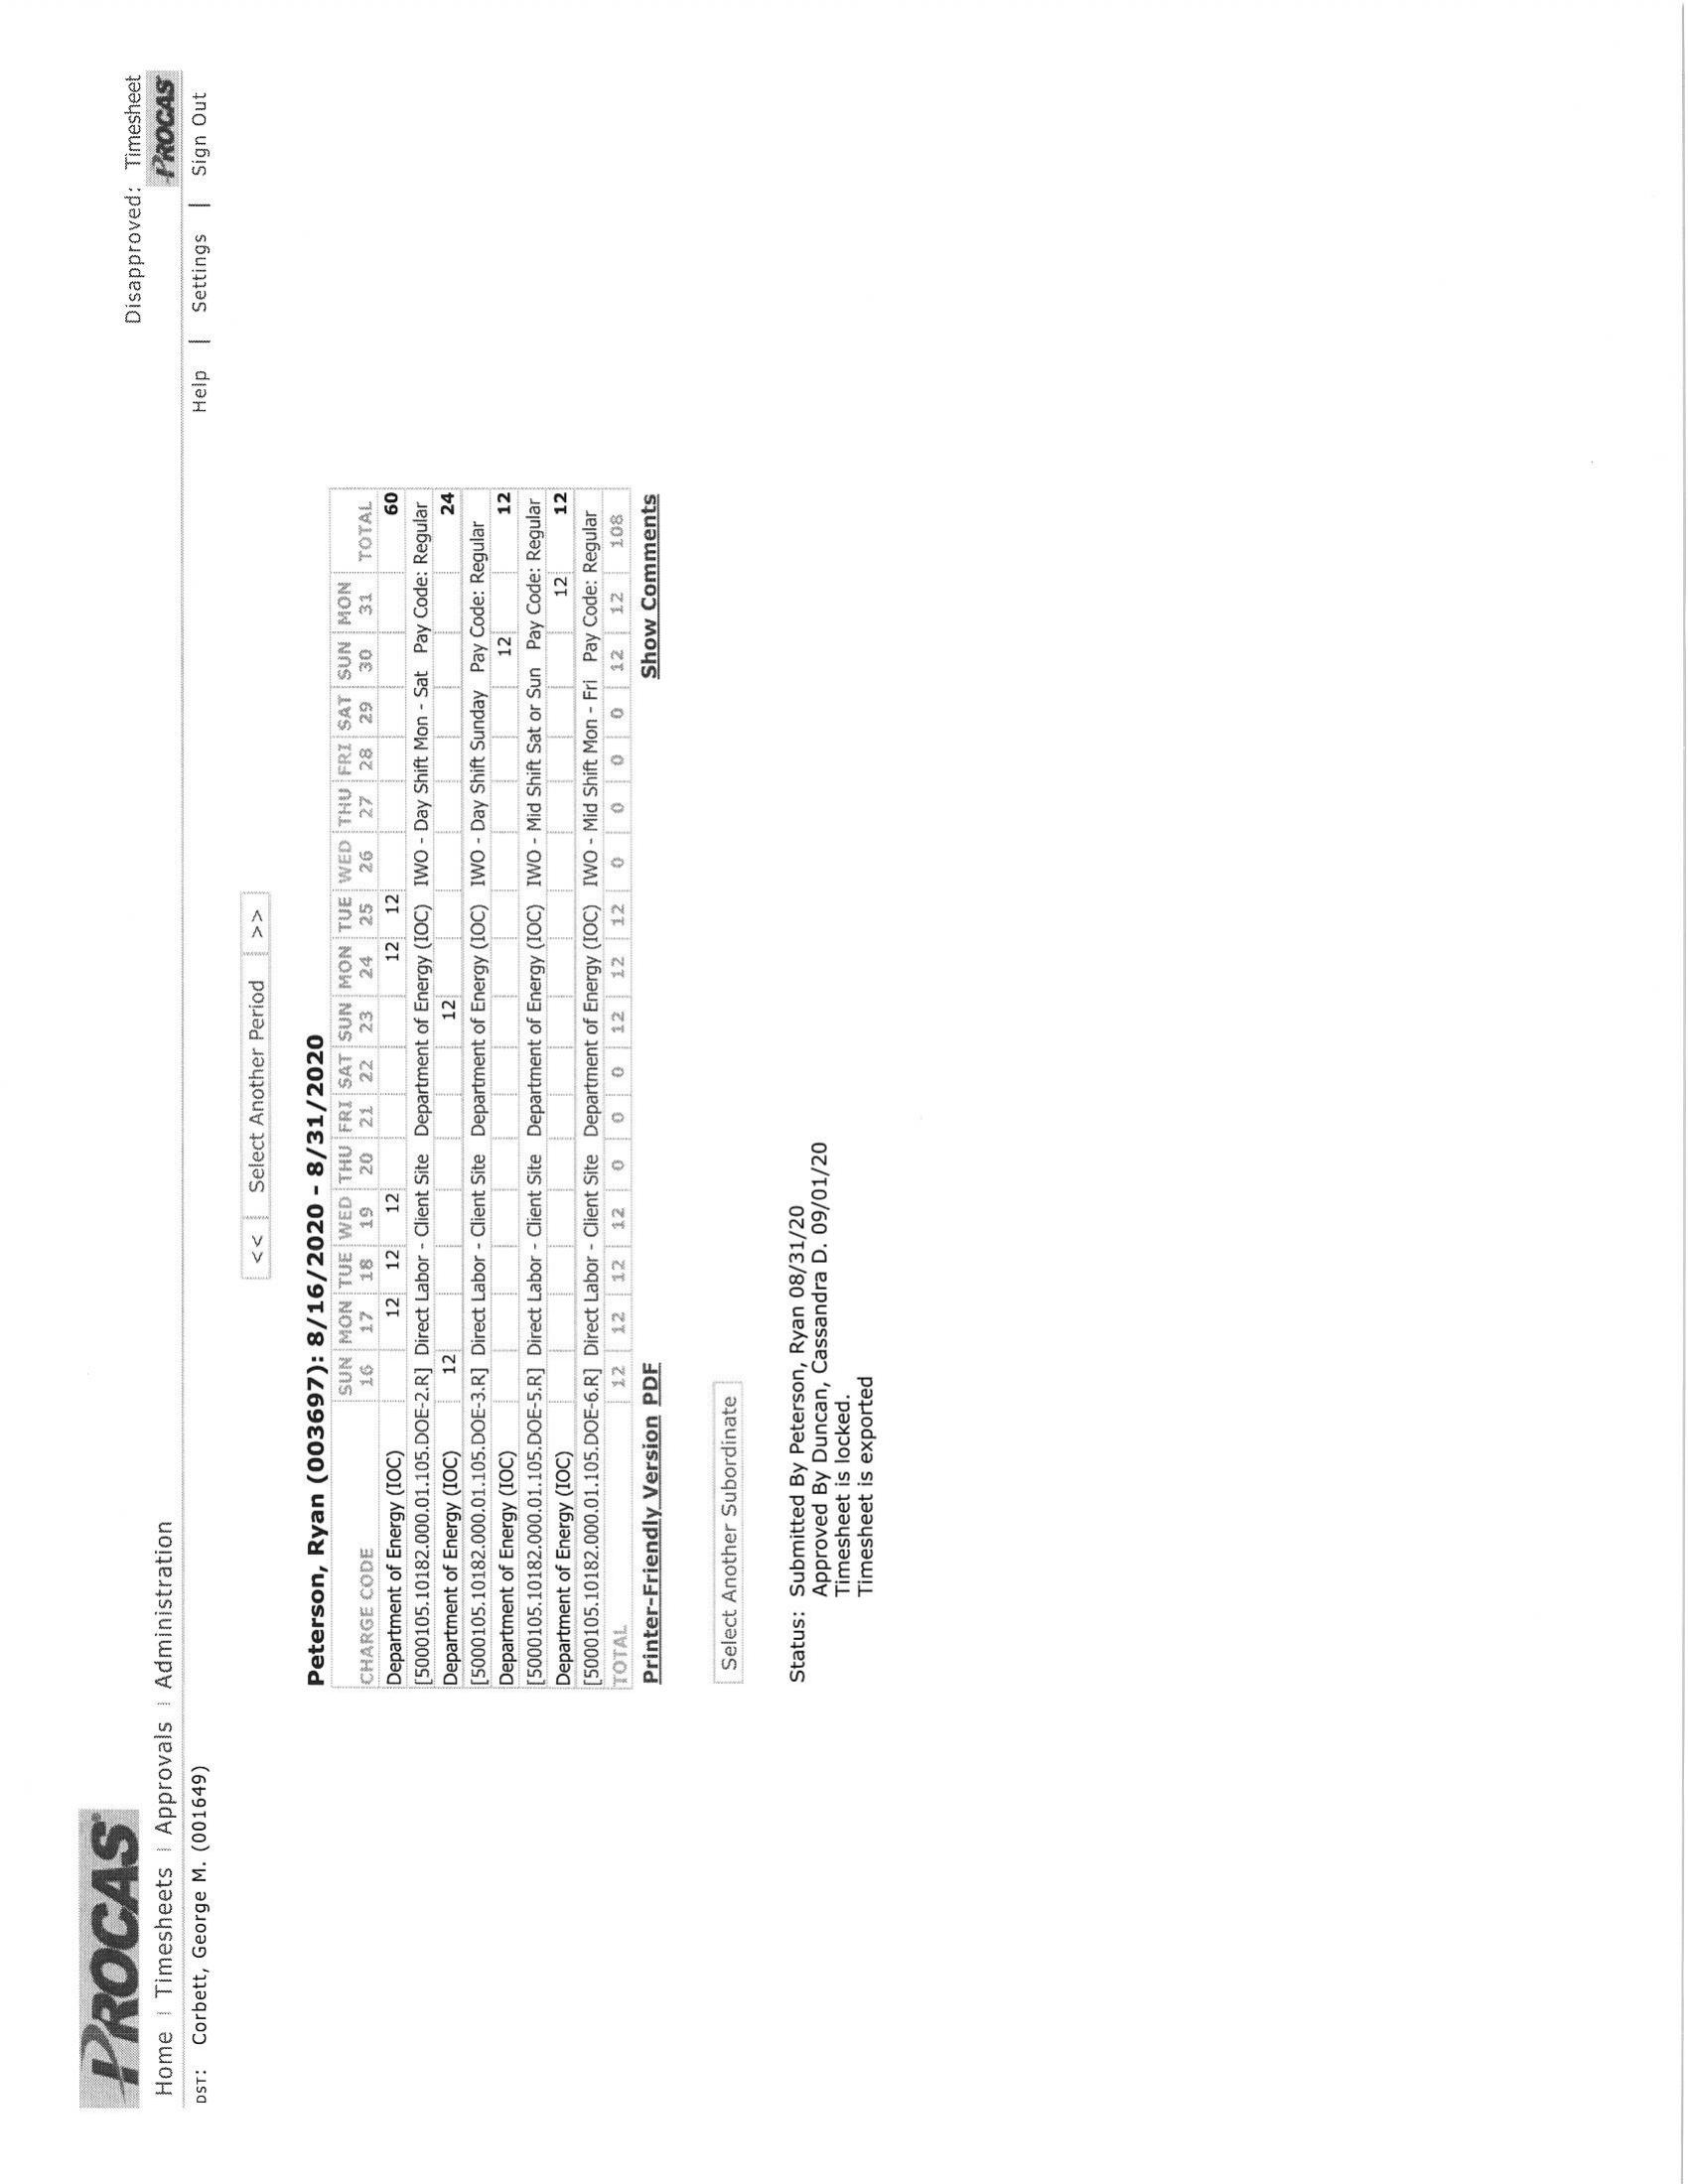 PROCAS
Disapproved: Timesheet
PROCAS
Home | Timesheets | Approvals | Administration
DST: Corbett, George M. (001649)
Help | Settings | Sign Out
<< Select Another Period >>
Peterson, Ryan (003697): 8/16/2020 - 8/31/2020
CHARGE CODE SUN 16 MON 17 TUE 18 WED 19 THU 20 FRI 21 SAT 22 SUN 23 MON 24 TUE 25 WED 26 THU 27 FRI 28 SAT 29 SUN 30 MON 31 TOTAL
Department of Energy (IOC) 12 12 12 12 12 60
[500105.10182.000.01.105.DOE-2.R] Direct Labor - Client Site Department of Energy (IOC) IWO - Day Shift Mon - Sat Pay Code: Regular
Department of Energy (IOC) 12 12 24
[500105.10182.000.01.105.DOE-3.R] Direct Labor - Client Site Department of Energy (IOC) IWO - Day Shift Sunday Pay Code: Regular
Department of Energy (IOC) 12 12
[500105.10182.000.01.105.DOE-5.R] Direct Labor - Client Site Department of Energy (IOC) IWO - Mid Shift Sat or Sun Pay Code: Regular
Department of Energy (IOC) 12 12
[500105.10182.000.01.105.DOE-6.R] Direct Labor - Client Site Department of Energy (IOC) IWO - Mid Shift Mon - Fri Pay Code: Regular
TOTAL 12 12 12 12 0 0 0 12 12 12 0 0 0 0 12 12 108
Printer-Friendly Version PDF Show Comments
Select Another Subordinate
Status: Submitted By Peterson, Ryan 08/31/20
Approved By Duncan, Cassandra D. 09/01/20
Timesheet is locked.
Timesheet is exported